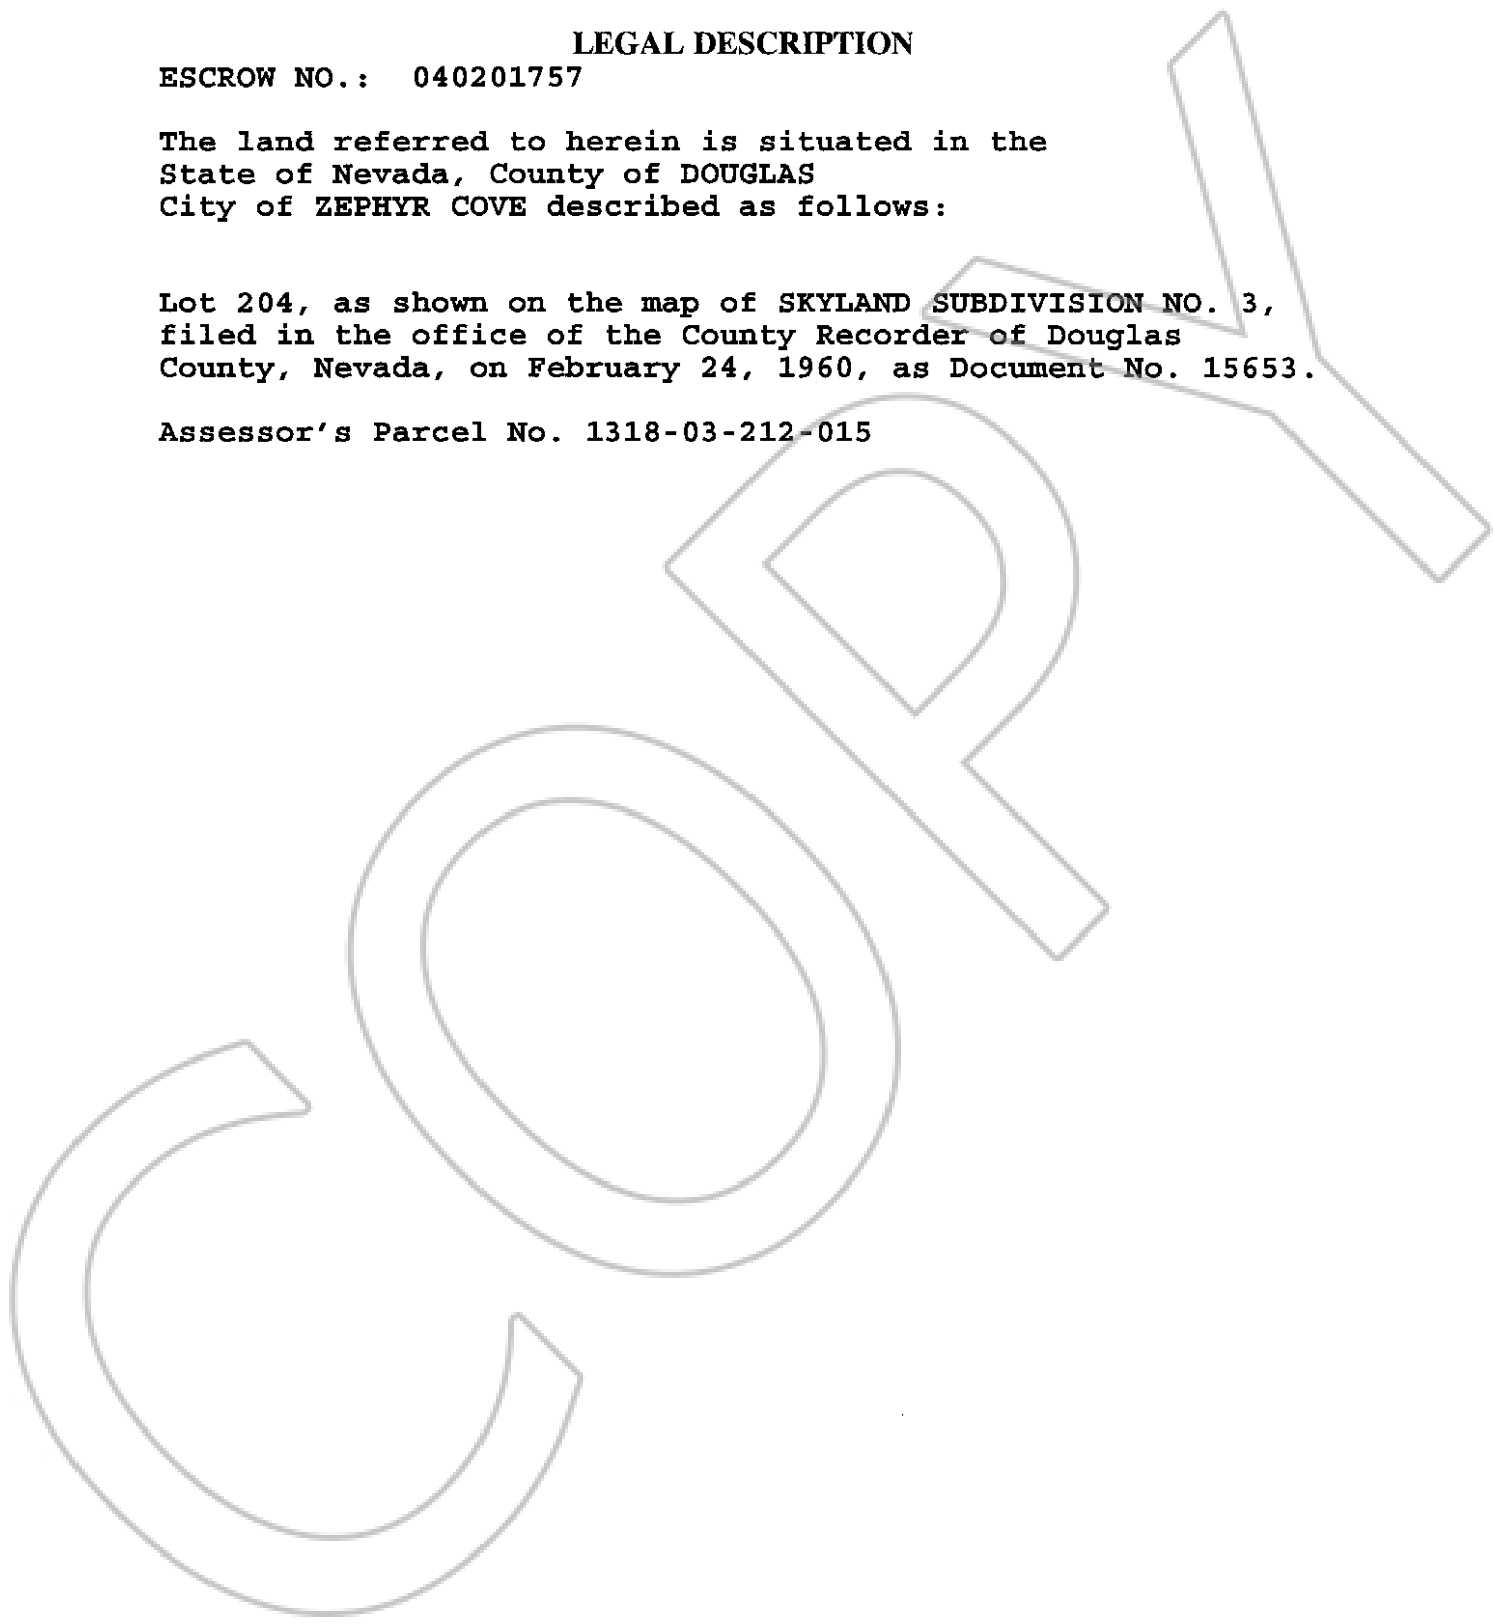 LEGAL DESCRIPTION
ESCROW NO.: 040201757
The land referred to herein is situated in the
State of Nevada, County of DOUGLAS
City of ZEPHYR COVE described as follows:
Lot 204, as shown on the map of SKYLAND SUBDIVISION NO. 3,
filed in the office of the County Recorder of Douglas
County, Nevada, on February 24, 1960, as Document No. 15653.
Assessor's Parcel No. 1318-03-212-015
COPY